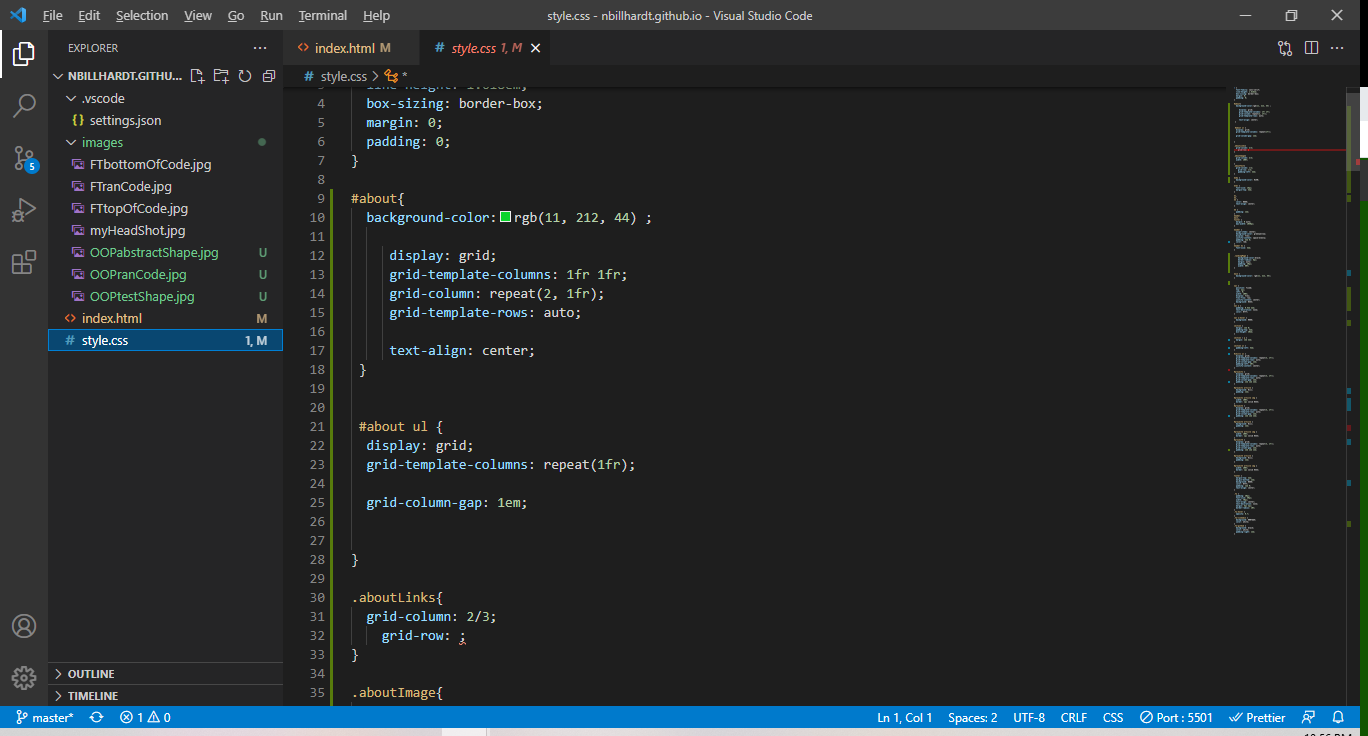 File Edit Selection View Go Run Terminal Help style.css - nbillhardt.github.io - Visual Studio Code
EXPLORER ···
index.html M
# style.css 1, M
NBILLHARDT.GITHU...
# style.css > *
.vscode
{} settings.json
images
FTbottomOfCode.jpg
FTranCode.jpg
FTtopOfCode.jpg
myHeadShot.jpg
OOPabstractShape.jpg U
OOPranCode.jpg U
OOPtestShape.jpg U
index.html M
# style.css 1, M
OUTLINE
TIMELINE
4 box-sizing: border-box;
5 margin: 0;
6 padding: 0;
7 }
8
9 #about{
10 background-color: rgb(11, 212, 44) ;
11
12 display: grid;
13 grid-template-columns: 1fr 1fr;
14 grid-column: repeat(2, 1fr);
15 grid-template-rows: auto;
16
17 text-align: center;
18 }
19
20
21 #about ul {
22 display: grid;
23 grid-template-columns: repeat(1fr);
24
25 grid-column-gap: 1em;
26
27
28 }
29
30 .aboutLinks{
31 grid-column: 2/3;
32 grid-row: ;
33 }
34
35 .aboutImage{
5
master* 1 0 Ln 1, Col 1 Spaces: 2 UTF-8 CRLF CSS Port : 5501 Prettier